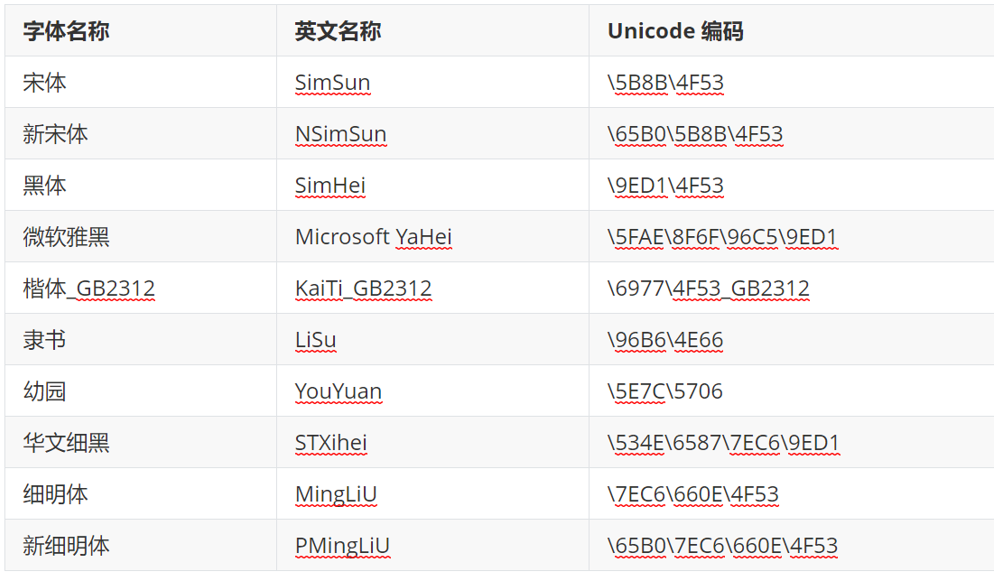 字体名称 英文名称 Unicode 编码
宋体 SimSun \5B8B\4F53
新宋体 NSimSun \65B0\5B8B\4F53
黑体 SimHei \9ED1\4F53
微软雅黑 Microsoft YaHei \5FAE\8F6F\96C5\9ED1
楷体_GB2312 KaiTi_GB2312 \6977\4F53_GB2312
隶书 LiSu \96B6\4E66
幼园 YouYuan \5E7C\5706
华文细黑 STXihei \534E\6587\7EC6\9ED1
细明体 MingLiU \7EC6\660E\4F53
新细明体 PMingLiU \65B0\7EC6\660E\4F53